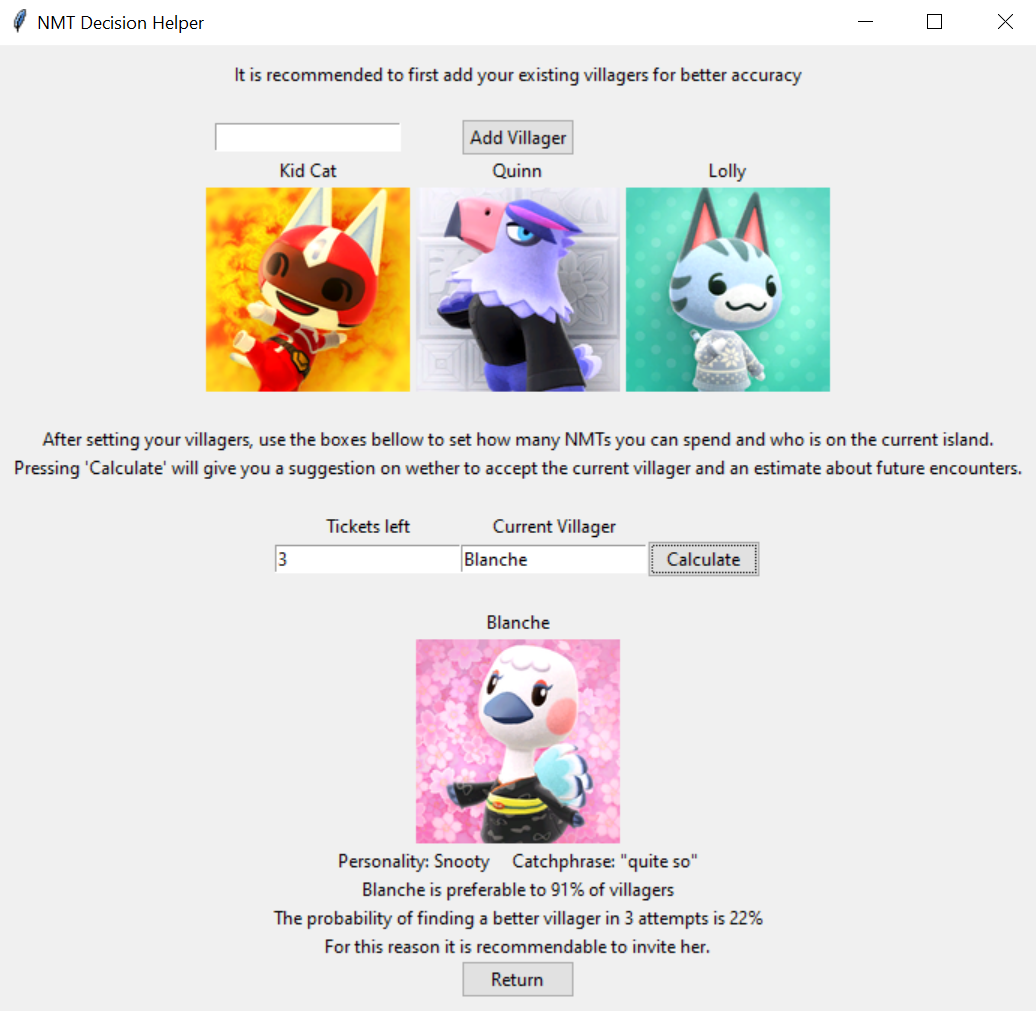 NMT Decision Helper
It is recommended to first add your existing villagers for better accuracy
Add Villager
Kid Cat Quinn Lolly
After setting your villagers, use the boxes bellow to set how many NMTs you can spend and who is on the current island.
Pressing 'Calculate' will give you a suggestion on wether to accept the current villager and an estimate about future encounters.
Tickets left Current Villager
3 Blanche Calculate
Blanche
Personality: Snooty Catchphrase: "quite so"
Blanche is preferable to 91% of villagers
The probability of finding a better villager in 3 attempts is 22%
For this reason it is recommendable to invite her.
Return